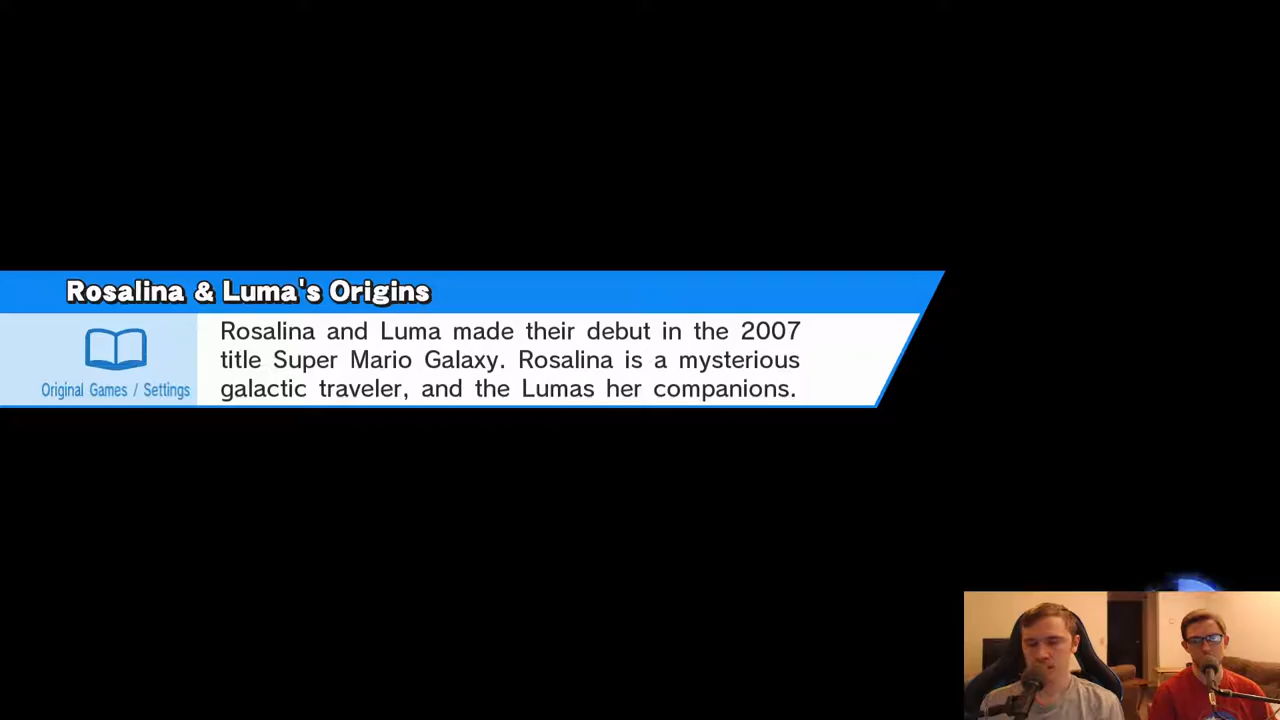 Rosalina & Luma's Origins
Rosalina and Luma made their debut in the 2007
title Super Mario Galaxy. Rosalina is a mysterious
galactic traveler, and the Lumas her companions.
Original Games / Settings